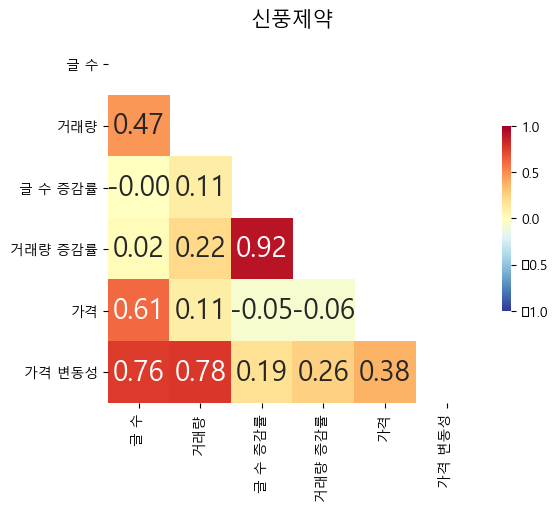 신풍제약
글 수
거래량
0.47
글 수 증감률
-0.00 0.11
거래량 증감률
0.02 0.22 0.92
가격
0.61 0.11 -0.05 -0.06
가격 변동성
0.76 0.78 0.19 0.26 0.38
글 수
거래량
글 수 증감률
거래량 증감률
가격
가격 변동성
1.0
0.5
0.0
▯0.5
▯1.0